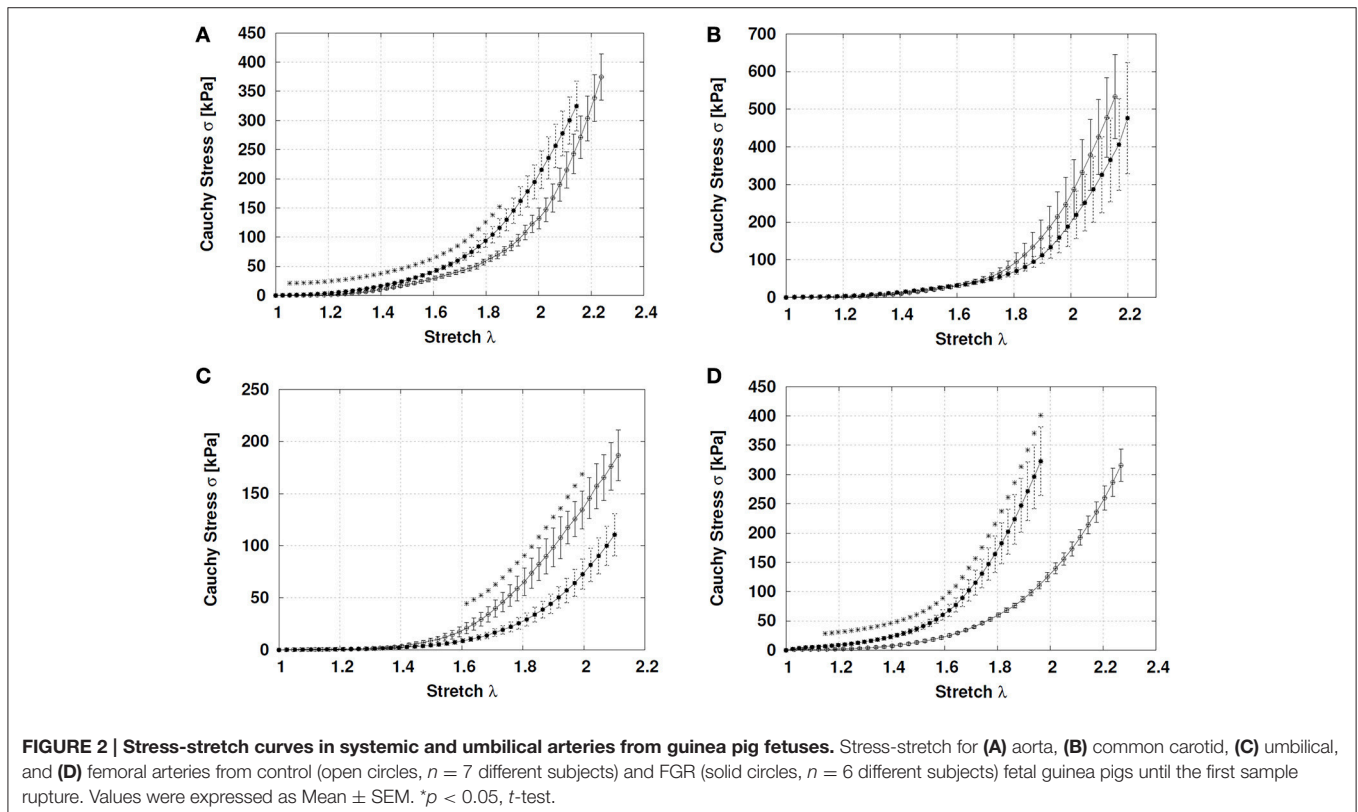 A
450
400
350
300
250
200
150
100
50
0
Cauchy Stress σ [kPa]
1 1.2 1.4 1.6 1.8 2 2.2 2.4
Stretch λ
B
700
600
500
400
300
200
100
0
Cauchy Stress σ [kPa]
1 1.2 1.4 1.6 1.8 2 2.2
Stretch λ
C
250
200
150
100
50
0
Cauchy Stress σ [kPa]
1 1.2 1.4 1.6 1.8 2 2.2
Stretch λ
D
450
400
350
300
250
200
150
100
50
0
Cauchy Stress σ [kPa]
1 1.2 1.4 1.6 1.8 2 2.2 2.4
Stretch λ
FIGURE 2 | Stress-stretch curves in systemic and umbilical arteries from guinea pig fetuses. Stress-stretch for (A) aorta, (B) common carotid, (C) umbilical,
and (D) femoral arteries from control (open circles, n = 7 different subjects) and FGR (solid circles, n = 6 different subjects) fetal guinea pigs until the first sample
rupture. Values were expressed as Mean ± SEM. *p < 0.05, t-test.